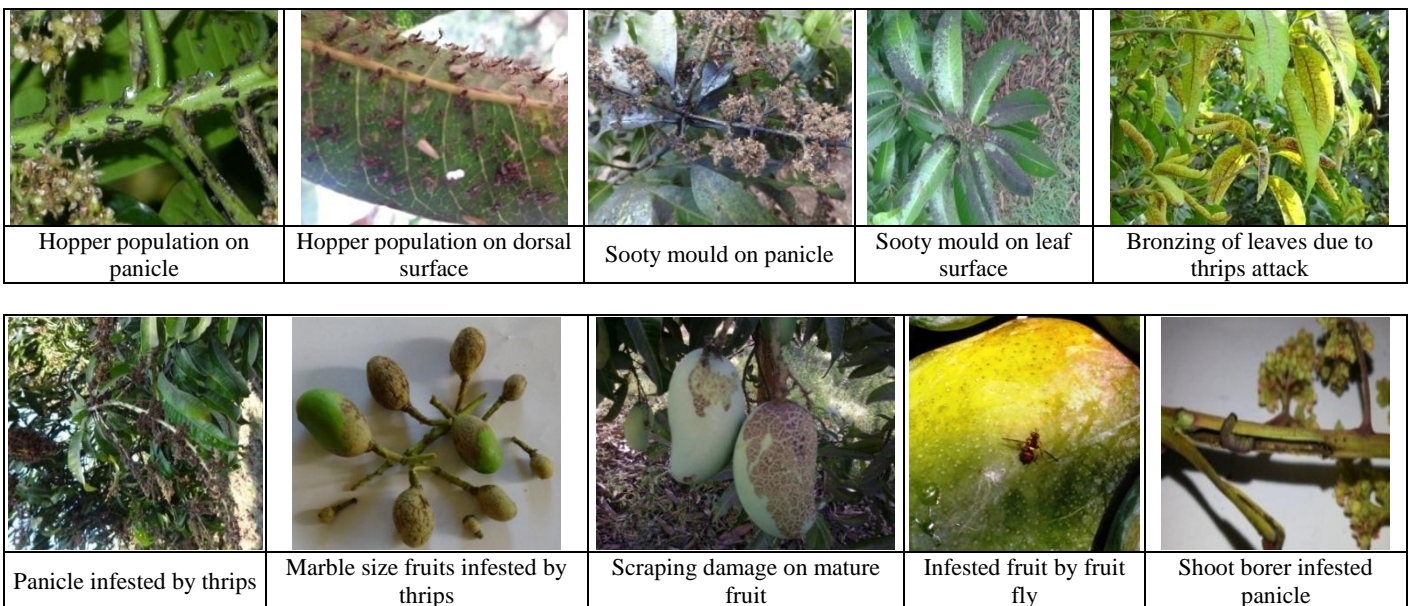 Hopper population on
panicle
Hopper population on dorsal
surface
Sooty mould on panicle
Sooty mould on leaf
surface
Bronzing of leaves due to
thrips attack
Panicle infested by thrips
Marble size fruits infested by
thrips
Scraping damage on mature
fruit
Infested fruit by fruit
fly
Shoot borer infested
panicle